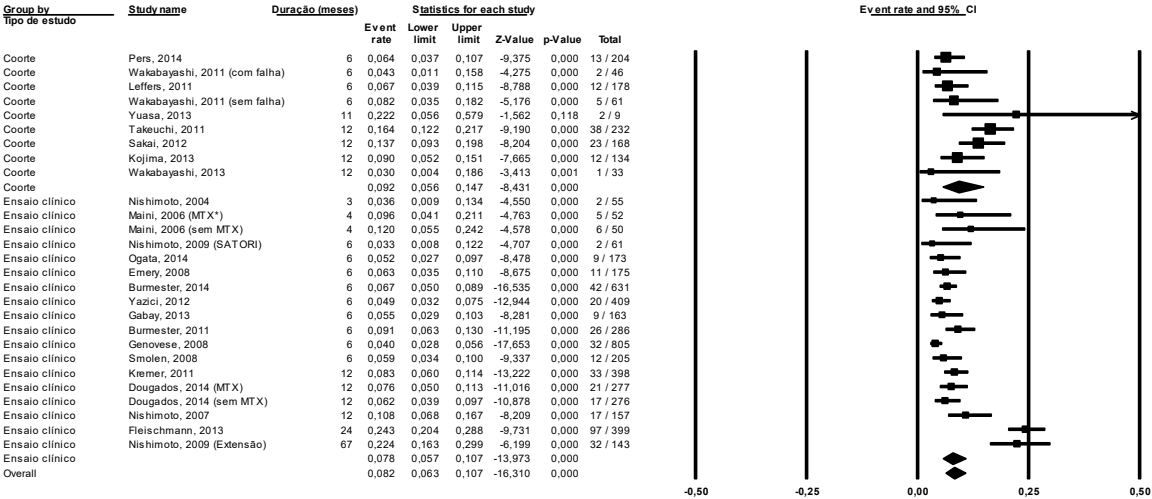 Group by Study name Duração (meses) Statistics for each study Event rate and 95% CI
Tipo de estudo
Event rate Lower limit Upper limit Z-Value p-Value Total
Coorte Pers, 2014 6 0,064 0,037 0,107 -9,375 0,000 13 / 204
Coorte Wakabayashi, 2011 (com falha) 6 0,043 0,011 0,158 -4,275 0,000 2 / 46
Coorte Leffers, 2011 6 0,067 0,039 0,115 -8,788 0,000 12 / 178
Coorte Wakabayashi, 2011 (sem falha) 6 0,082 0,035 0,182 -5,176 0,000 5 / 61
Coorte Yuasa, 2013 11 0,222 0,056 0,579 -1,562 0,118 2 / 9
Coorte Takeuchi, 2011 12 0,164 0,122 0,217 -9,190 0,000 38 / 232
Coorte Sakai, 2012 12 0,137 0,093 0,198 -8,204 0,000 23 / 168
Coorte Kojima, 2013 12 0,090 0,052 0,151 -7,665 0,000 12 / 134
Coorte Wakabayashi, 2013 12 0,030 0,004 0,186 -3,413 0,001 1 / 33
Coorte 0,092 0,056 0,147 -8,431 0,000
Ensaio clínico Nishimoto, 2004 3 0,036 0,009 0,134 -4,550 0,000 2 / 55
Ensaio clínico Maini, 2006 (MTX*) 4 0,096 0,041 0,211 -4,763 0,000 5 / 52
Ensaio clínico Maini, 2006 (sem MTX) 4 0,120 0,055 0,242 -4,578 0,000 6 / 50
Ensaio clínico Nishimoto, 2009 (SATORI) 6 0,033 0,008 0,122 -4,707 0,000 2 / 61
Ensaio clínico Ogata, 2014 6 0,052 0,027 0,097 -8,478 0,000 9 / 173
Ensaio clínico Emery, 2008 6 0,063 0,035 0,110 -8,675 0,000 11 / 175
Ensaio clínico Burmester, 2014 6 0,067 0,050 0,089 -16,535 0,000 42 / 631
Ensaio clínico Yazici, 2012 6 0,049 0,032 0,075 -12,944 0,000 20 / 409
Ensaio clínico Gabay, 2013 6 0,055 0,029 0,103 -8,281 0,000 9 / 163
Ensaio clínico Burmester, 2011 6 0,091 0,063 0,130 -11,195 0,000 26 / 286
Ensaio clínico Genovese, 2008 6 0,040 0,028 0,056 -17,653 0,000 32 / 805
Ensaio clínico Smolen, 2008 6 0,059 0,034 0,100 -9,337 0,000 12 / 205
Ensaio clínico Kremer, 2011 12 0,083 0,060 0,114 -13,222 0,000 33 / 398
Ensaio clínico Dougados, 2014 (MTX) 12 0,076 0,050 0,113 -11,016 0,000 21 / 277
Ensaio clínico Dougados, 2014 (sem MTX) 12 0,062 0,039 0,097 -10,878 0,000 17 / 276
Ensaio clínico Nishimoto, 2007 12 0,108 0,068 0,167 -8,209 0,000 17 / 157
Ensaio clínico Fleischmann, 2013 24 0,243 0,204 0,288 -9,731 0,000 97 / 399
Ensaio clínico Nishimoto, 2009 (Extensão) 67 0,224 0,163 0,299 -6,199 0,000 32 / 143
Ensaio clínico 0,078 0,057 0,107 -13,973 0,000
Overall 0,082 0,063 0,107 -16,310 0,000
-0,50 -0,25 0,00 0,25 0,50